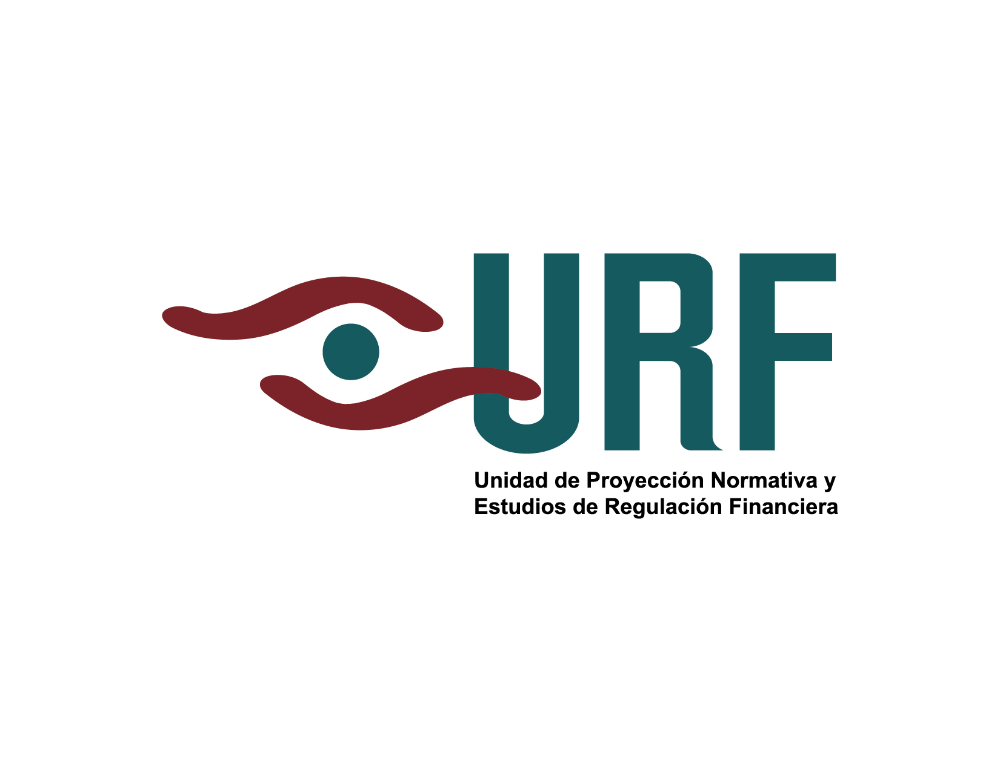 URF
Unidad de Proyección Normativa y
Estudios de Regulación Financiera